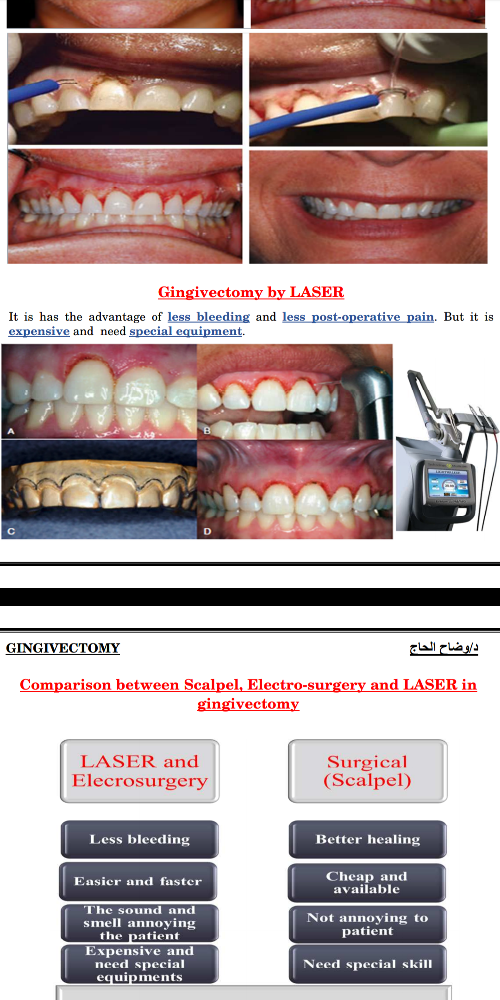 Gingivectomy by LASER
It is has the advantage of less bleeding and less post-operative pain. But it is
expensive and need special equipment.
A
B
C
D
LIGHTWALKER
20.00
GINGIVECTOMY
د/وضاح الحاج
Comparison between Scalpel, Electro-surgery and LASER in
gingivectomy
LASER and
Elecrosurgery
Surgical
(Scalpel)
Less bleeding
Better healing
Easier and faster
Cheap and
available
The sound and
smell annoying
the patient
Not annoying to
patient
Expensive and
need special
equipments
Need special skill